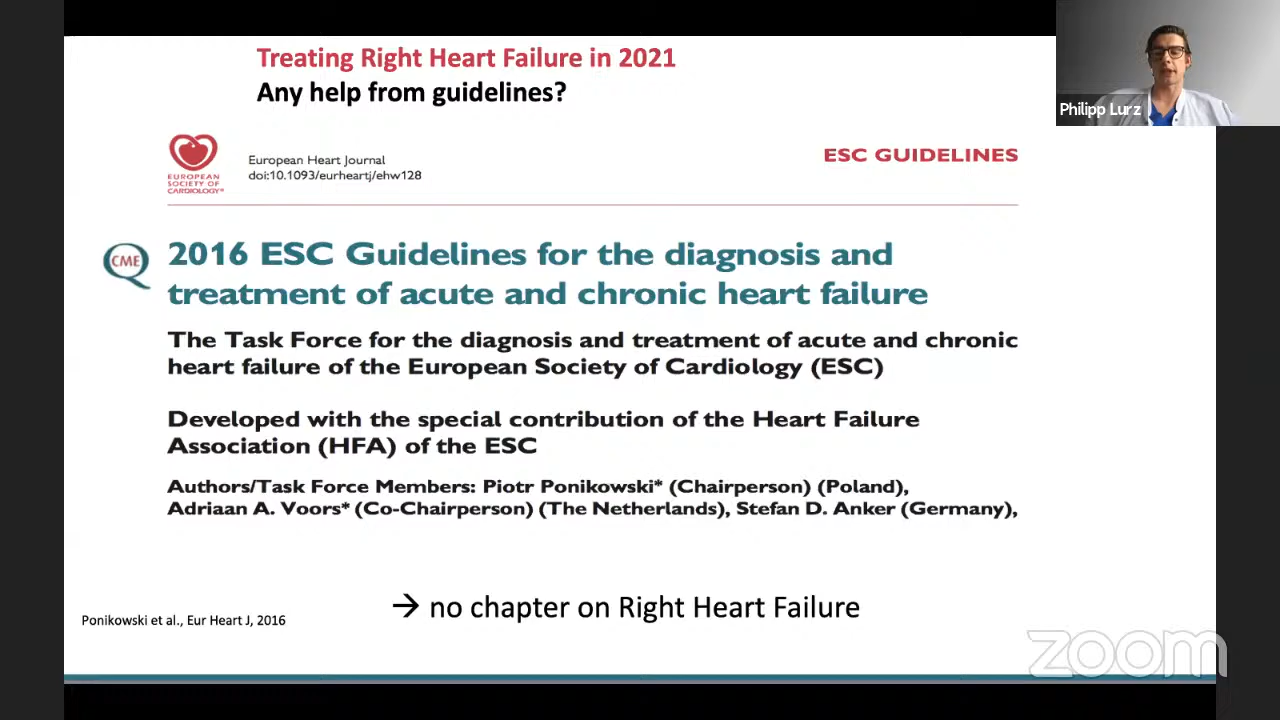 Treating Right Heart Failure in 2021
Any help from guidelines?
Philipp Lurz
EUROPEAN
SOCIETY OF
CARDIOLOGY®
European Heart Journal
doi:10.1093/eurheartj/ehw128
ESC GUIDELINES
CME
2016 ESC Guidelines for the diagnosis and
treatment of acute and chronic heart failure
The Task Force for the diagnosis and treatment of acute and chronic
heart failure of the European Society of Cardiology (ESC)
Developed with the special contribution of the Heart Failure
Association (HFA) of the ESC
Authors/Task Force Members: Piotr Ponikowski* (Chairperson) (Poland),
Adriaan A. Voors* (Co-Chairperson) (The Netherlands), Stefan D. Anker (Germany),
→ no chapter on Right Heart Failure
Ponikowski et al., Eur Heart J, 2016
zoom